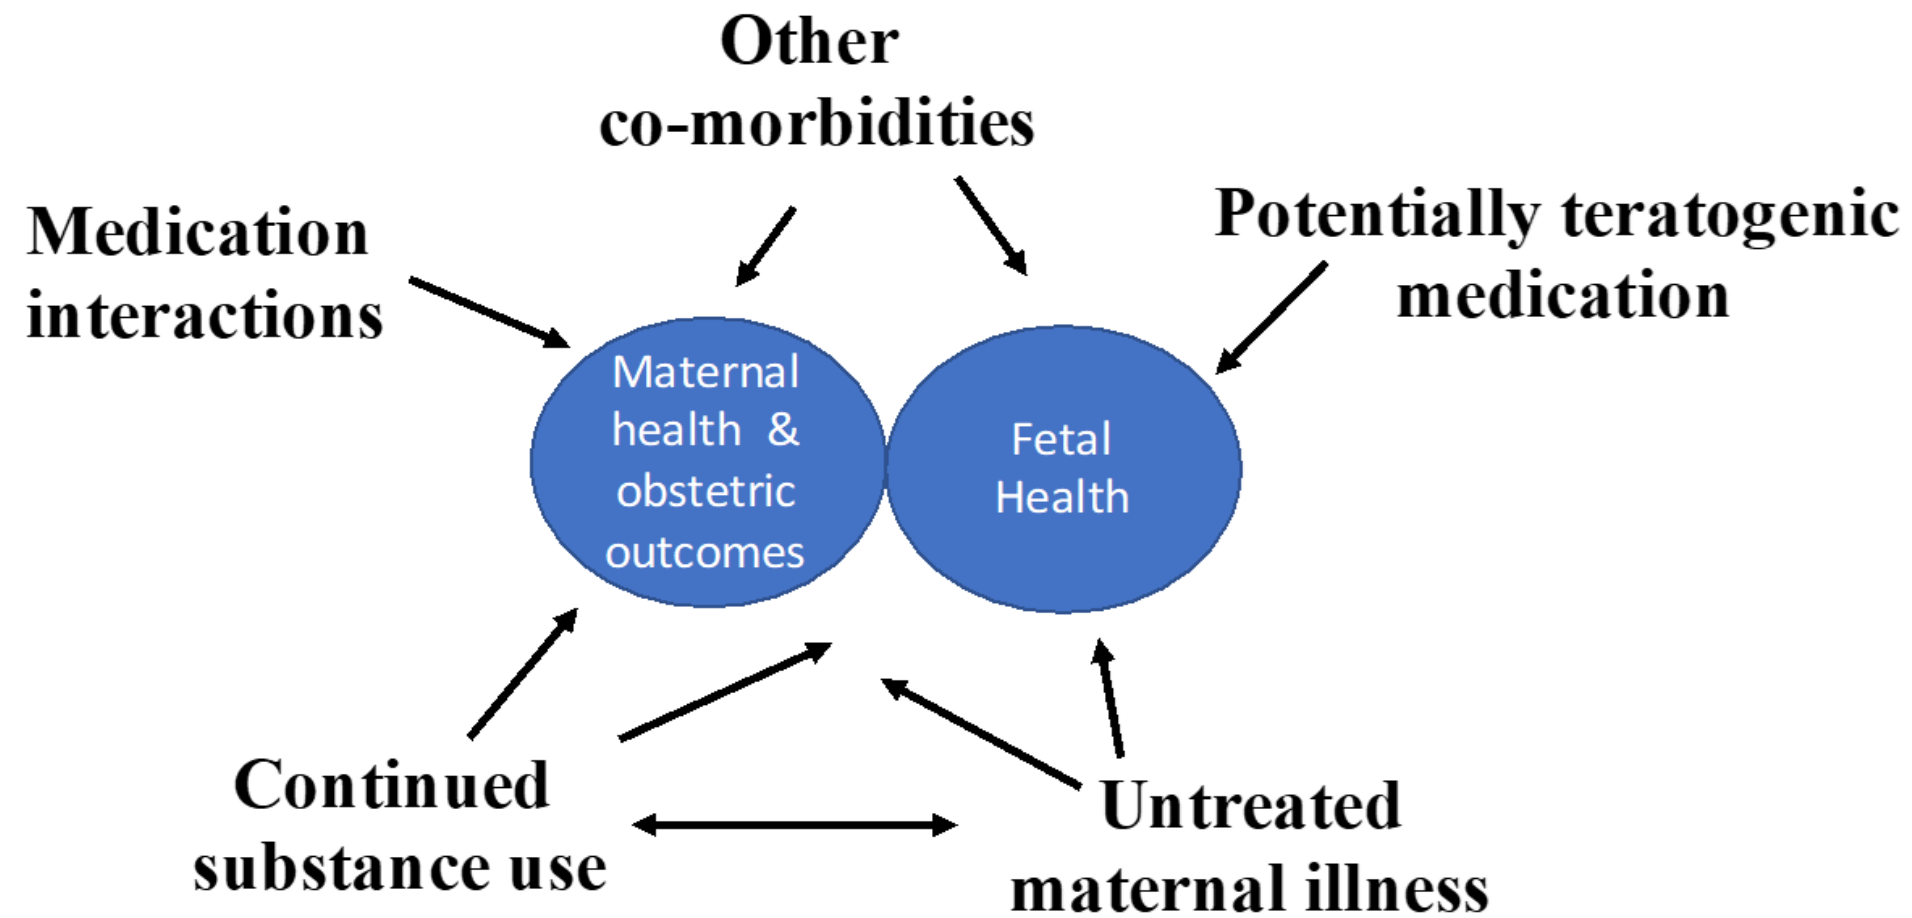 Other
co-morbidities
Medication
interactions
Potentially teratogenic
medication
Maternal
health & 
obstetric
outcomes
Fetal
Health
Continued
substance use
Untreated
maternal illness